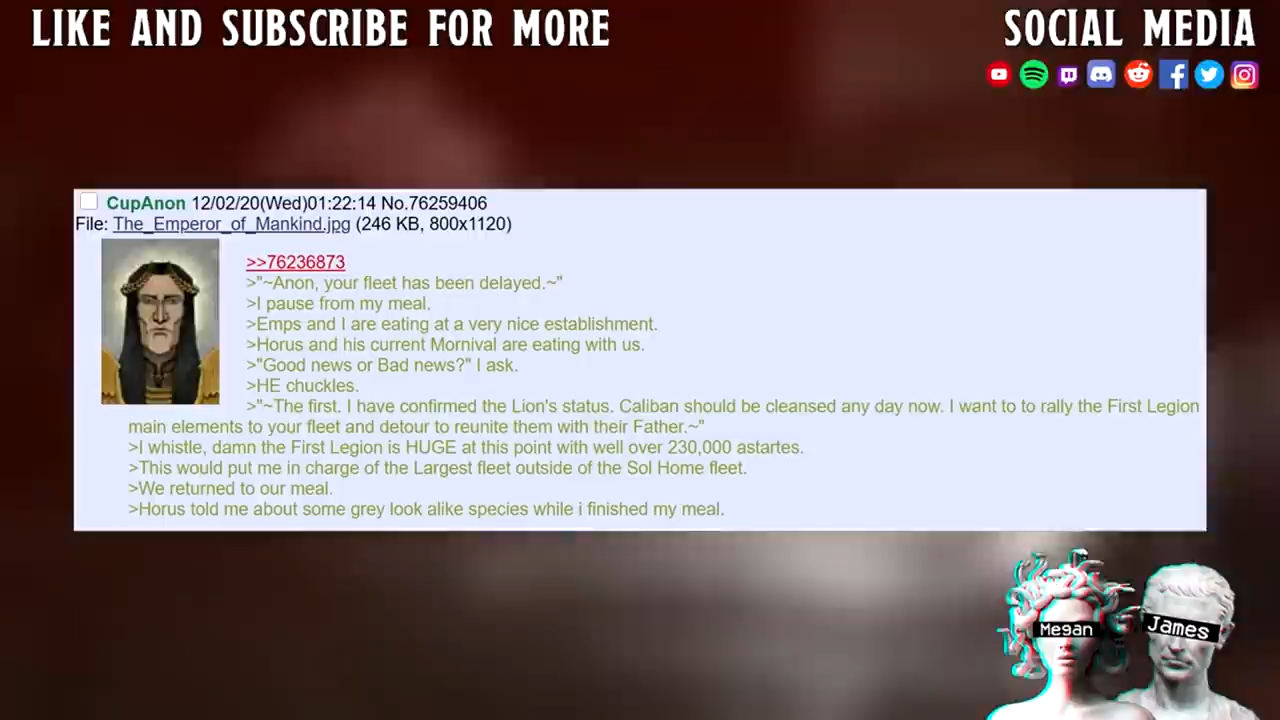 LIKE AND SUBSCRIBE FOR MORE
SOCIAL MEDIA
CupAnon 12/02/20(Wed)01:22:14 No.76259406
File: The_Emperor_of_Mankind.jpg (246 KB, 800x1120)
>>76236873
>"~Anon, your fleet has been delayed.~"
>I pause from my meal.
>Emps and I are eating at a very nice establishment.
>Horus and his current Mornival are eating with us.
>"Good news or Bad news?" I ask.
>HE chuckles.
>"~The first. I have confirmed the Lion's status. Caliban should be cleansed any day now. I want to to rally the First Legion
main elements to your fleet and detour to reunite them with their Father.~"
>I whistle, damn the First Legion is HUGE at this point with well over 230,000 astartes.
>This would put me in charge of the Largest fleet outside of the Sol Home fleet.
>We returned to our meal.
>Horus told me about some grey look alike species while i finished my meal.
Megan
James